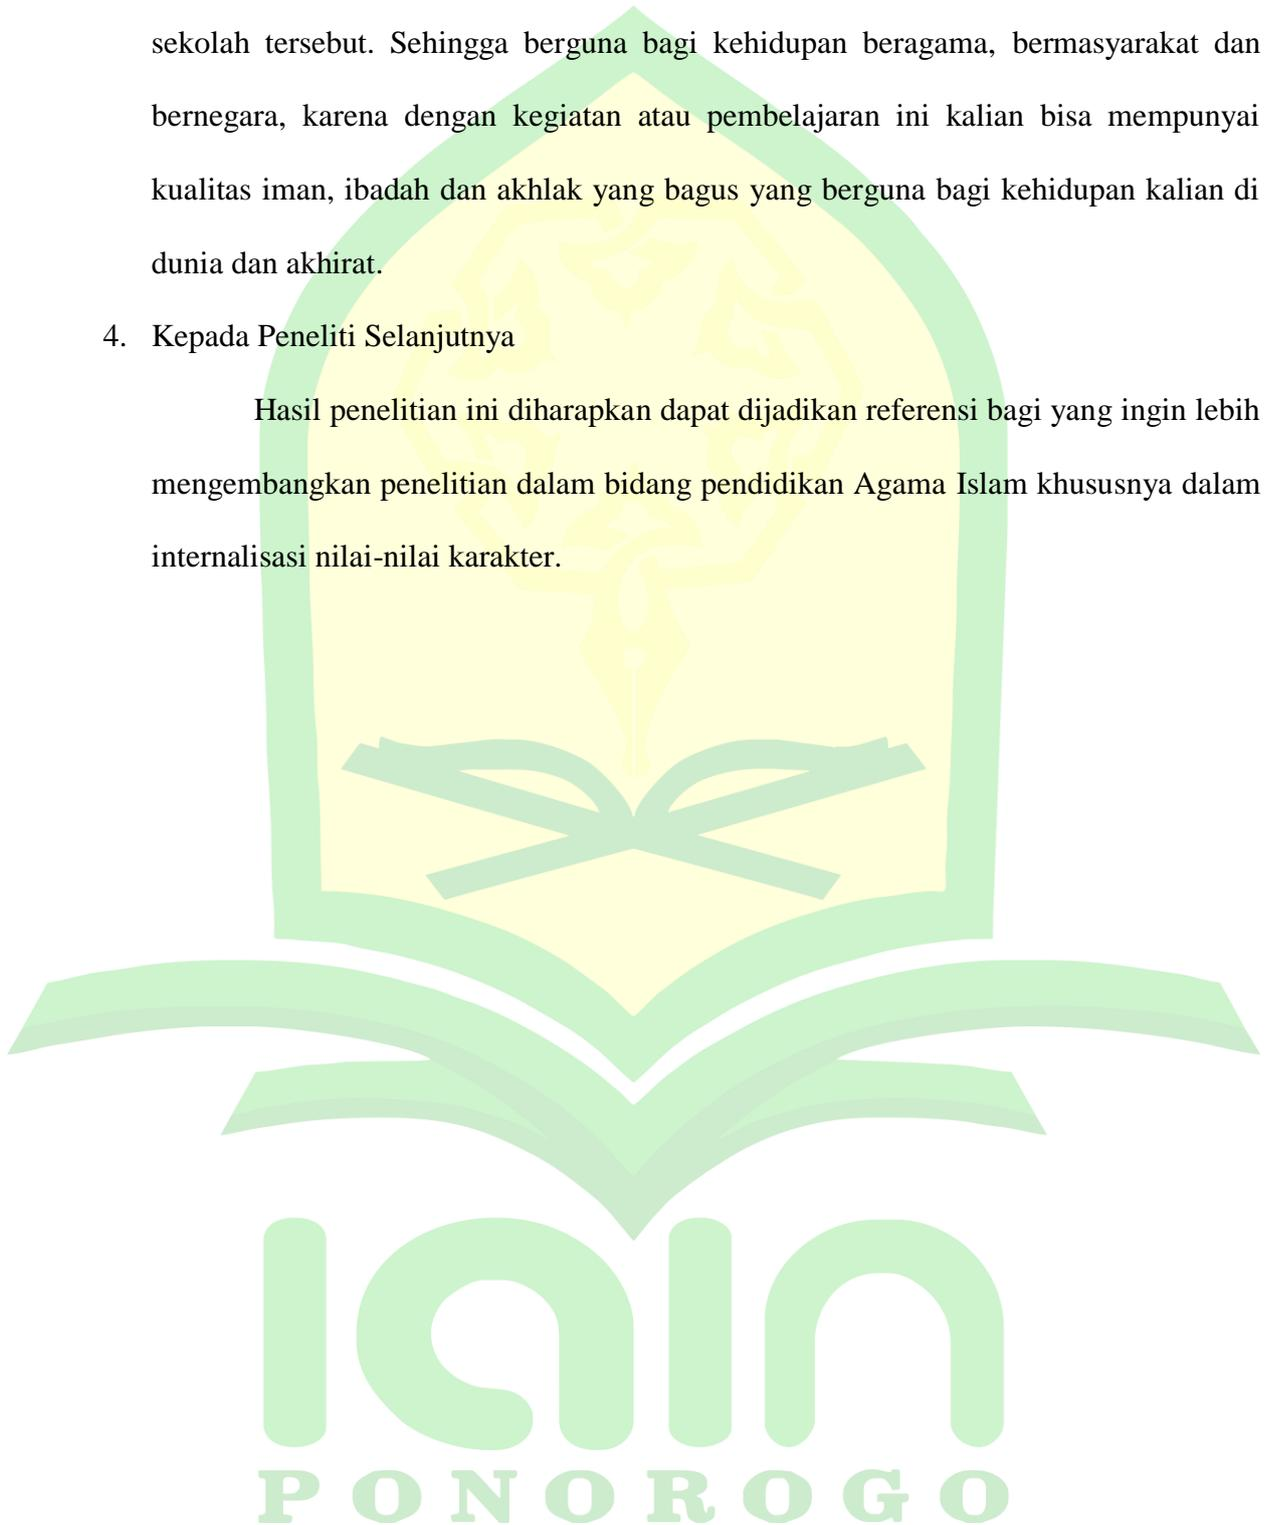 sekolah tersebut. Sehingga berguna bagi kehidupan beragama, bermasyarakat dan
bernegara, karena dengan kegiatan atau pembelajaran ini kalian bisa mempunyai
kualitas iman, ibadah dan akhlak yang bagus yang berguna bagi kehidupan kalian di
dunia dan akhirat.
4. Kepada Peneliti Selanjutnya
Hasil penelitian ini diharapkan dapat dijadikan referensi bagi yang ingin lebih
mengembangkan penelitian dalam bidang pendidikan Agama Islam khususnya dalam
internalisasi nilai-nilai karakter.
iain
PONOROGO